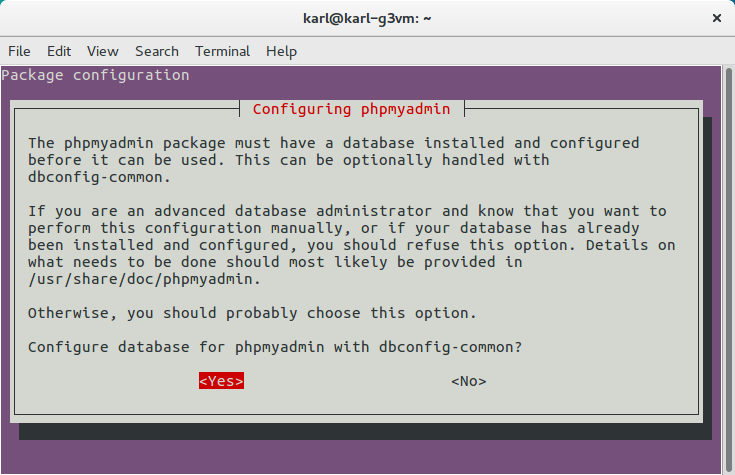 karl@karl-g3vm: ~
File Edit View Search Terminal Help
Package configuration
Configuring phpmyadmin
The phpmyadmin package must have a database installed and configured
before it can be used. This can be optionally handled with
dbconfig-common.
If you are an advanced database administrator and know that you want to
perform this configuration manually, or if your database has already
been installed and configured, you should refuse this option. Details on
what needs to be done should most likely be provided in
/usr/share/doc/phpmyadmin.
Otherwise, you should probably choose this option.
Configure database for phpmyadmin with dbconfig-common?
<Yes> <No>